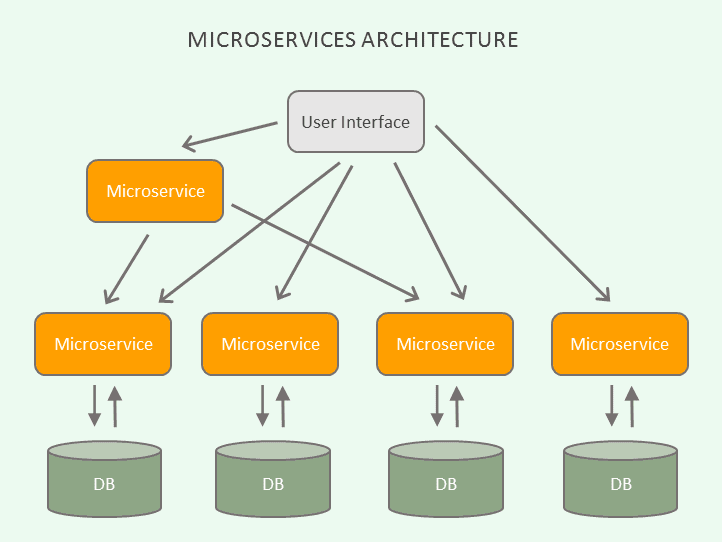 MICROSERVICES ARCHITECTURE
User Interface
Microservice
Microservice
Microservice
Microservice
Microservice
DB
DB
DB
DB